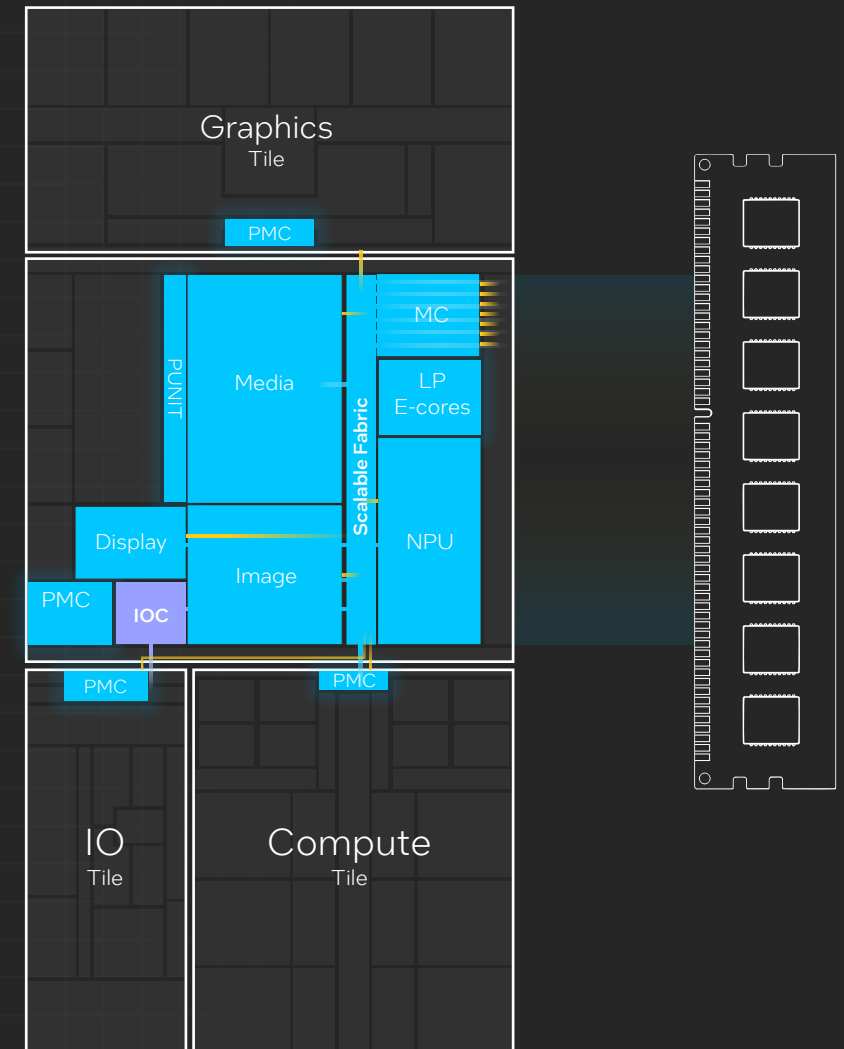 Graphics
Tile
PMC
PUNIT
Media
Scalable Fabric
MC
LP
E-cores
Display
Image
NPU
PMC
IOC
PMC
PMC
IO
Tile
Compute
Tile